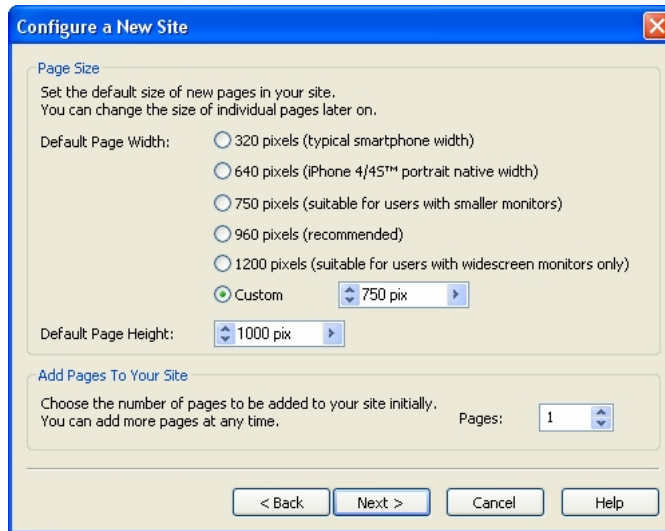 Configure a New Site
Page Size
Set the default size of new pages in your site.
You can change the size of individual pages later on.
Default Page Width:
320 pixels (typical smartphone width)
640 pixels (iPhone 4/4S™ portrait native width)
750 pixels (suitable for users with smaller monitors)
960 pixels (recommended)
1200 pixels (suitable for users with widescreen monitors only)
Custom 750 pix
Default Page Height: 1000 pix
Add Pages To Your Site
Choose the number of pages to be added to your site initially.
You can add more pages at any time.
Pages: 1
< Back Next > Cancel Help